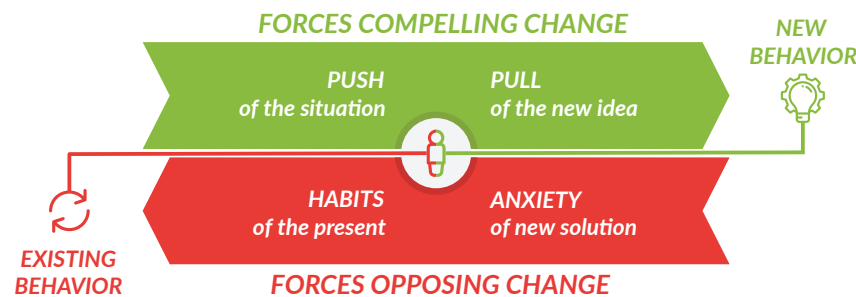 FORCES COMPELLING CHANGE
NEW
BEHAVIOR
PUSH
of the situation
PULL
of the new idea
HABITS
of the present
ANXIETY
of new solution
EXISTING
BEHAVIOR
FORCES OPPOSING CHANGE